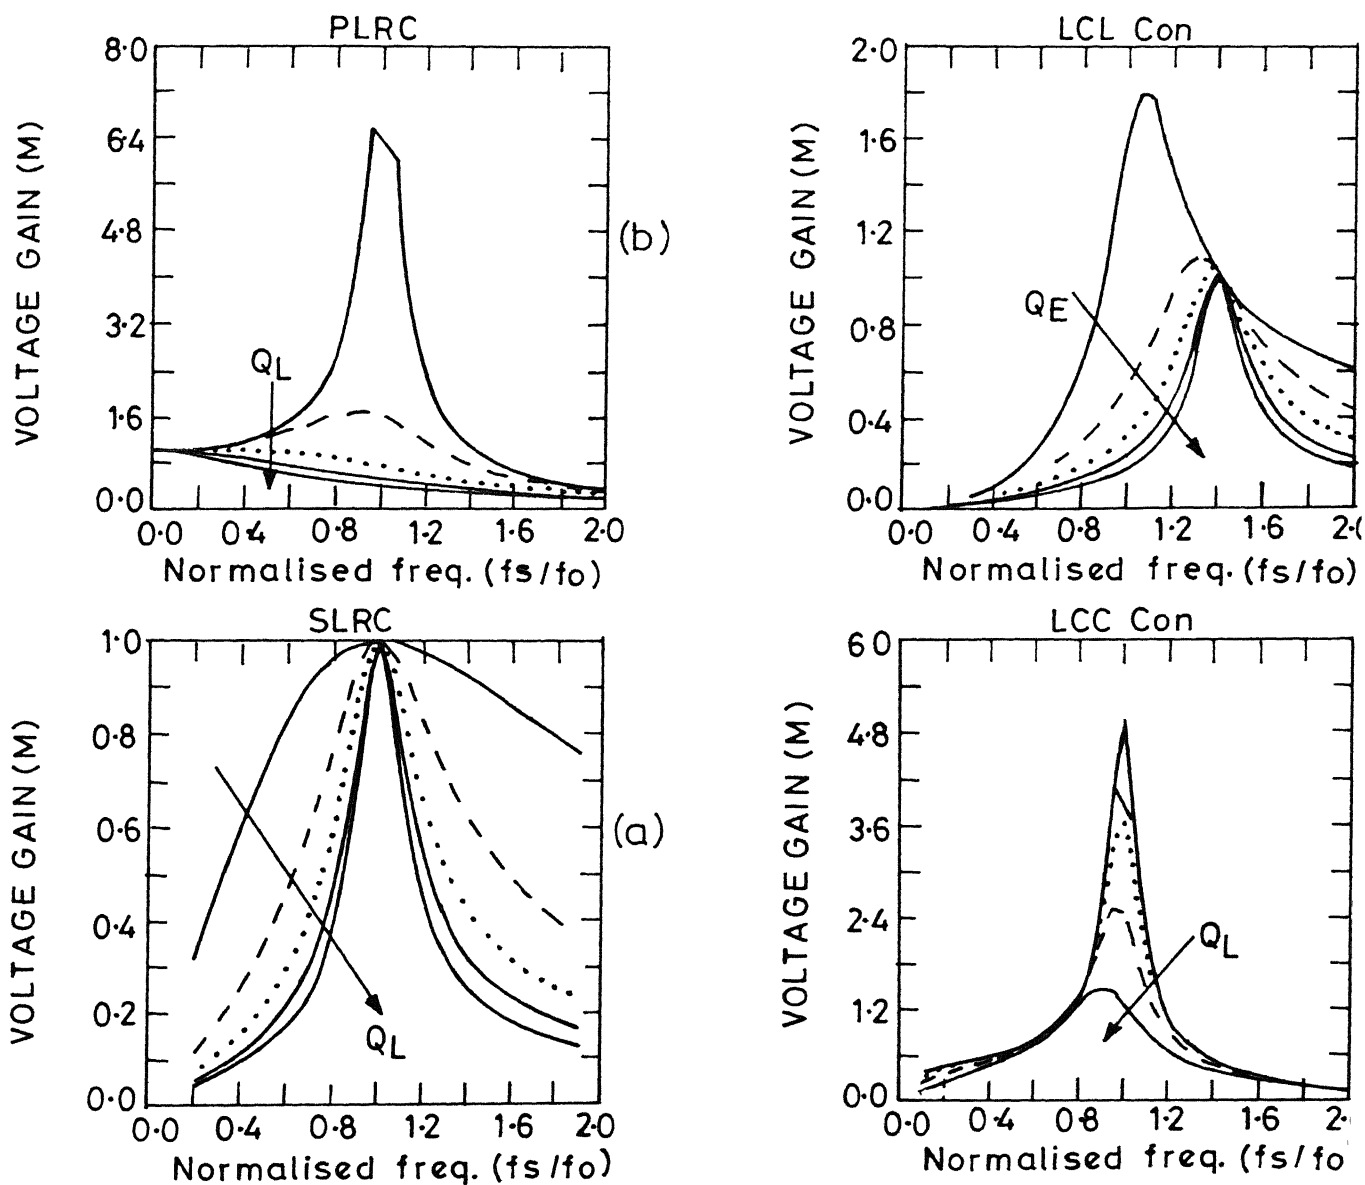 PLRC
8.0
6.4
4.8
3.2
1.6
0.0
VOLTAGE GAIN (M)
QL
0.0 0.4 0.8 1.2 1.6 2.0
Normalised freq. (fs/fo)
(b)
LCL Con
2.0
1.6
1.2
0.8
0.4
0.0
VOLTAGE GAIN (M)
QE
0.0 0.4 0.8 1.2 1.6 2.0
Normalised freq. (fs/fo)
SLRC
1.0
0.8
0.6
0.4
0.2
0.0
VOLTAGE GAIN (M)
QL
0.0 0.4 0.8 1.2 1.6 2.0
Normalised freq. (fs/fo)
(a)
LCC Con
6 0
4.8
3.6
2.4
1.2
0.0
VOLTAGE GAIN (M)
QL
0.0 0.4 0.8 1.2 1.6 2.
Normalised freq. (fs/fo